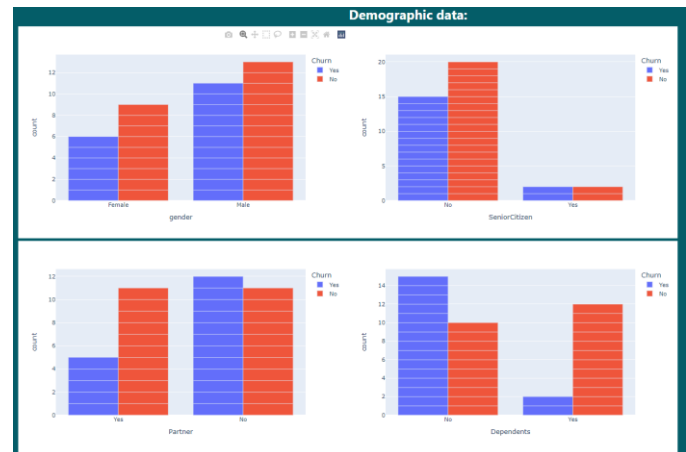 Demographic data:
Churn
Yes
No
12
10
8
6
4
2
0
count
Female
Male
gender
Churn
Yes
No
20
15
10
5
0
count
No
Yes
SeniorCitizen
Churn
Yes
No
12
10
8
6
4
2
0
count
Yes
No
Partner
Churn
Yes
No
14
12
10
8
6
4
2
0
count
No
Yes
Dependents